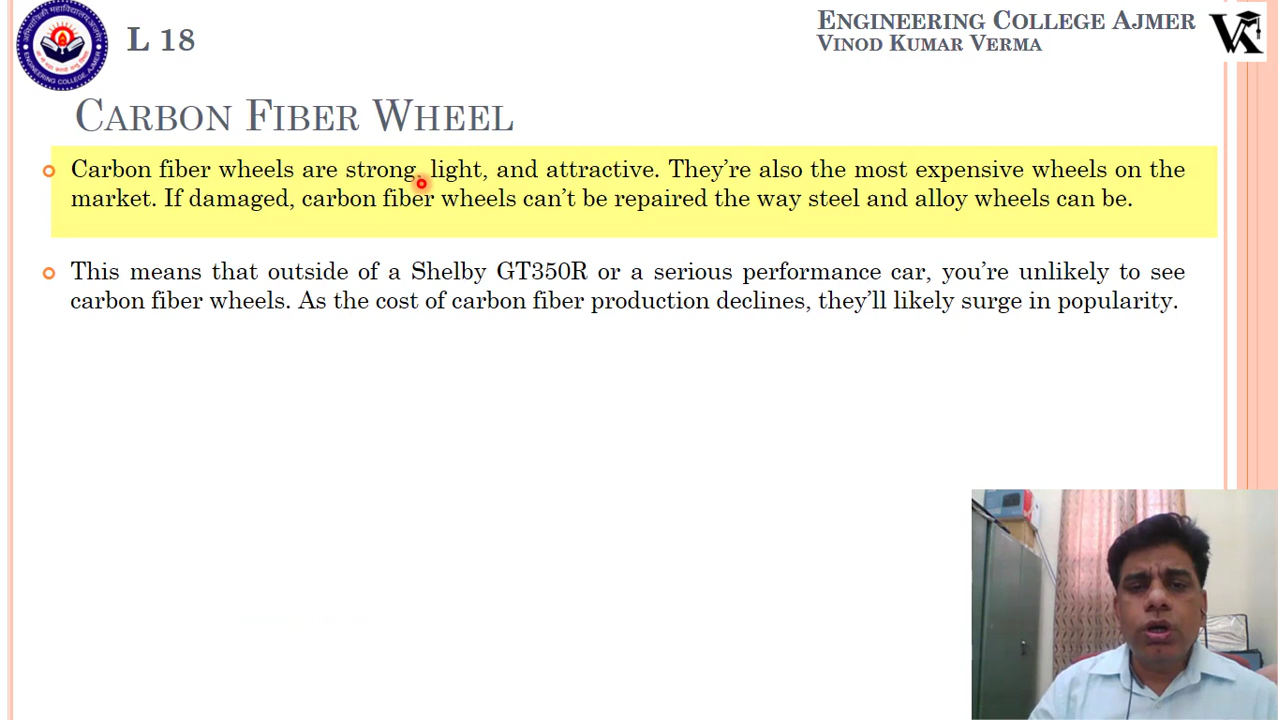 L 18
ENGINEERING COLLEGE AJMER
VINOD KUMAR VERMA
CARBON FIBER WHEEL
Carbon fiber wheels are strong, light, and attractive. They're also the most expensive wheels on the
market. If damaged, carbon fiber wheels can't be repaired the way steel and alloy wheels can be.
This means that outside of a Shelby GT350R or a serious performance car, you're unlikely to see
carbon fiber wheels. As the cost of carbon fiber production declines, they'll likely surge in popularity.